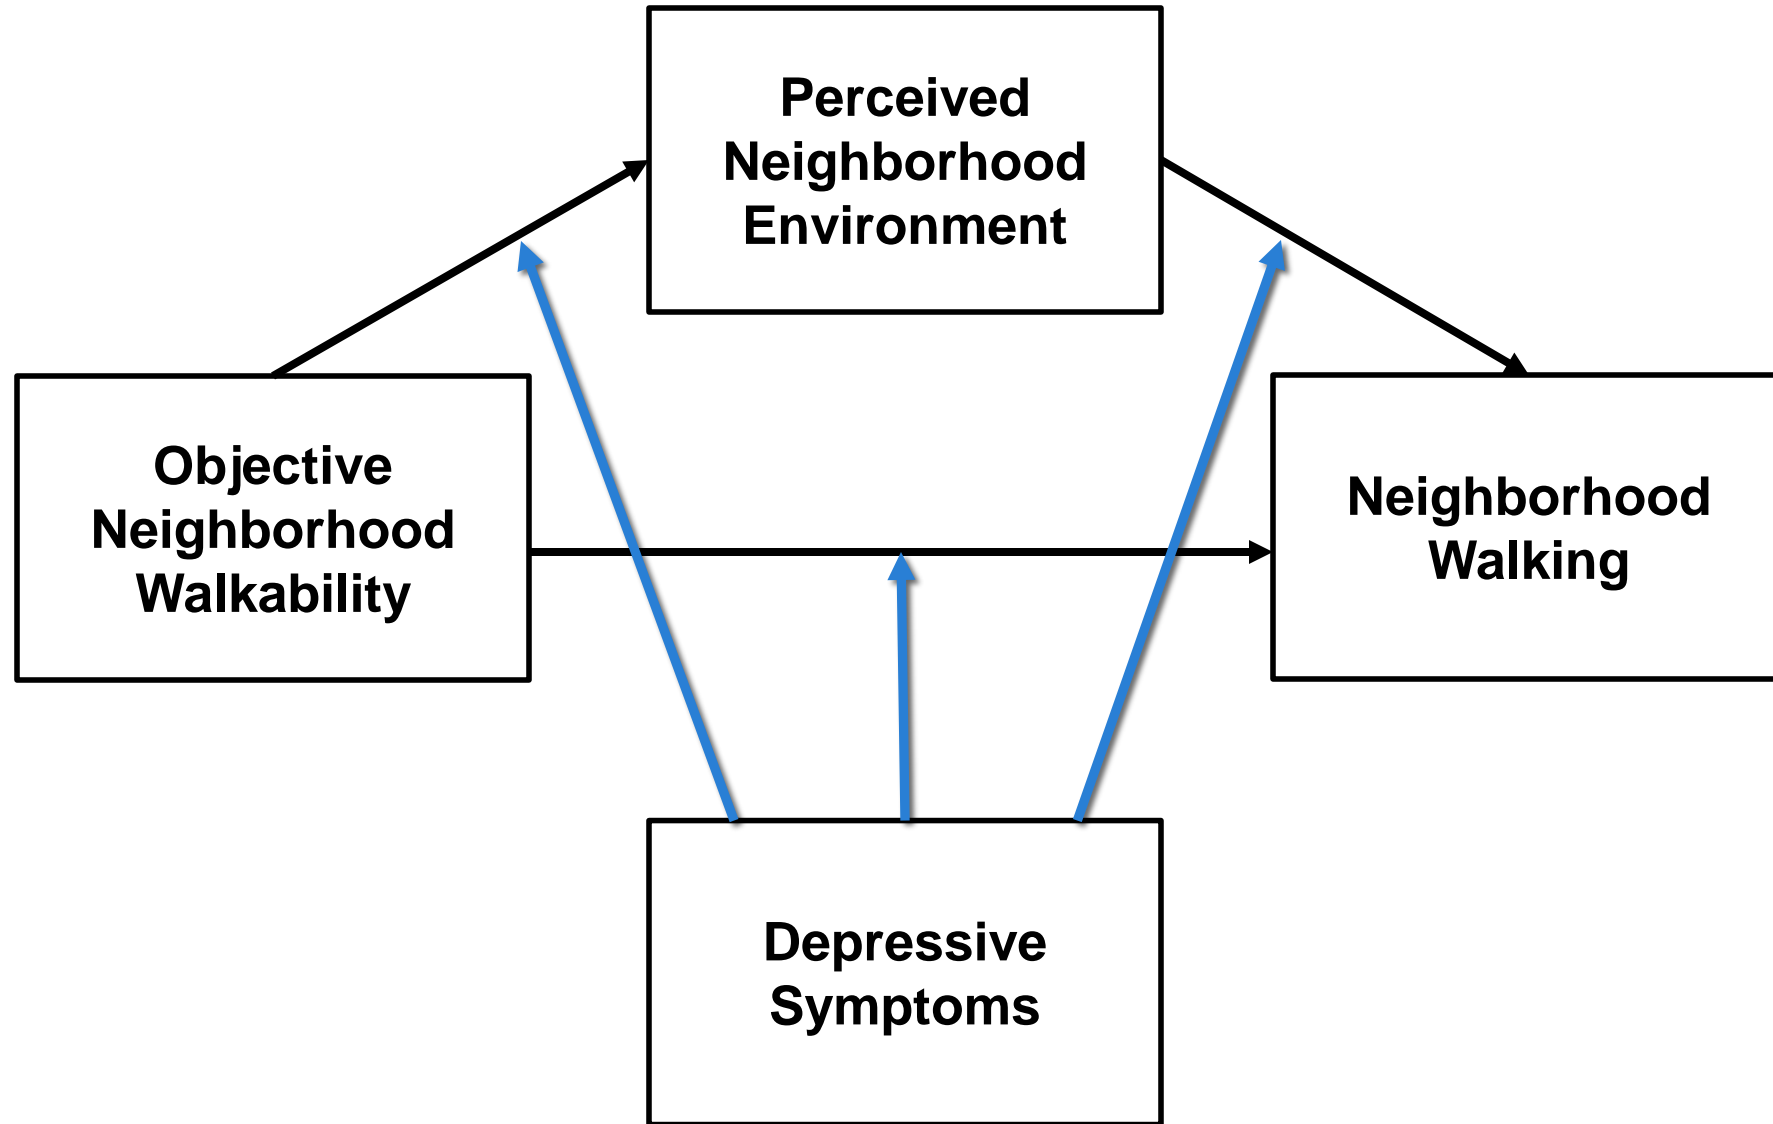 Perceived
Neighborhood
Environment
Objective
Neighborhood
Walkability
Neighborhood
Walking
Depressive
Symptoms